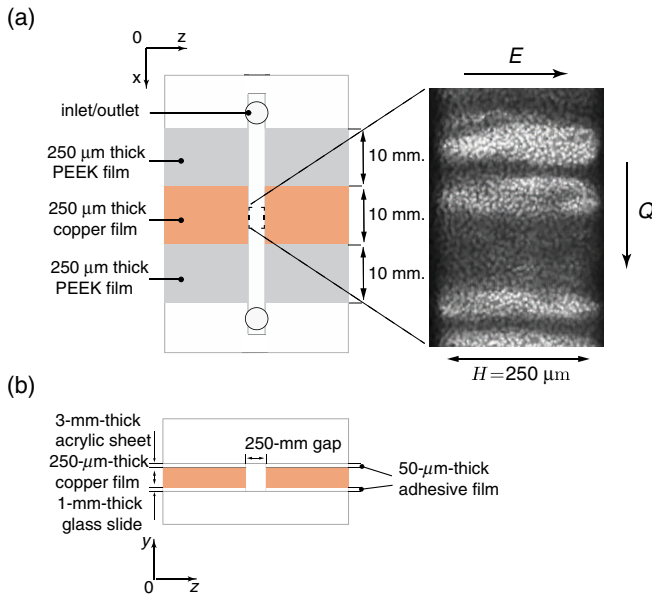 (a)
0
z
x
inlet/outlet
250 μm thick
PEEK film
250 μm thick
copper film
250 μm thick
PEEK film
10 mm.
10 mm.
10 mm.
E
Q
H=250 μm
(b)
3-mm-thick
acrylic sheet
250-μm-thick
copper film
1-mm-thick
glass slide
250-mm gap
50-μm-thick
adhesive film
y
0
z